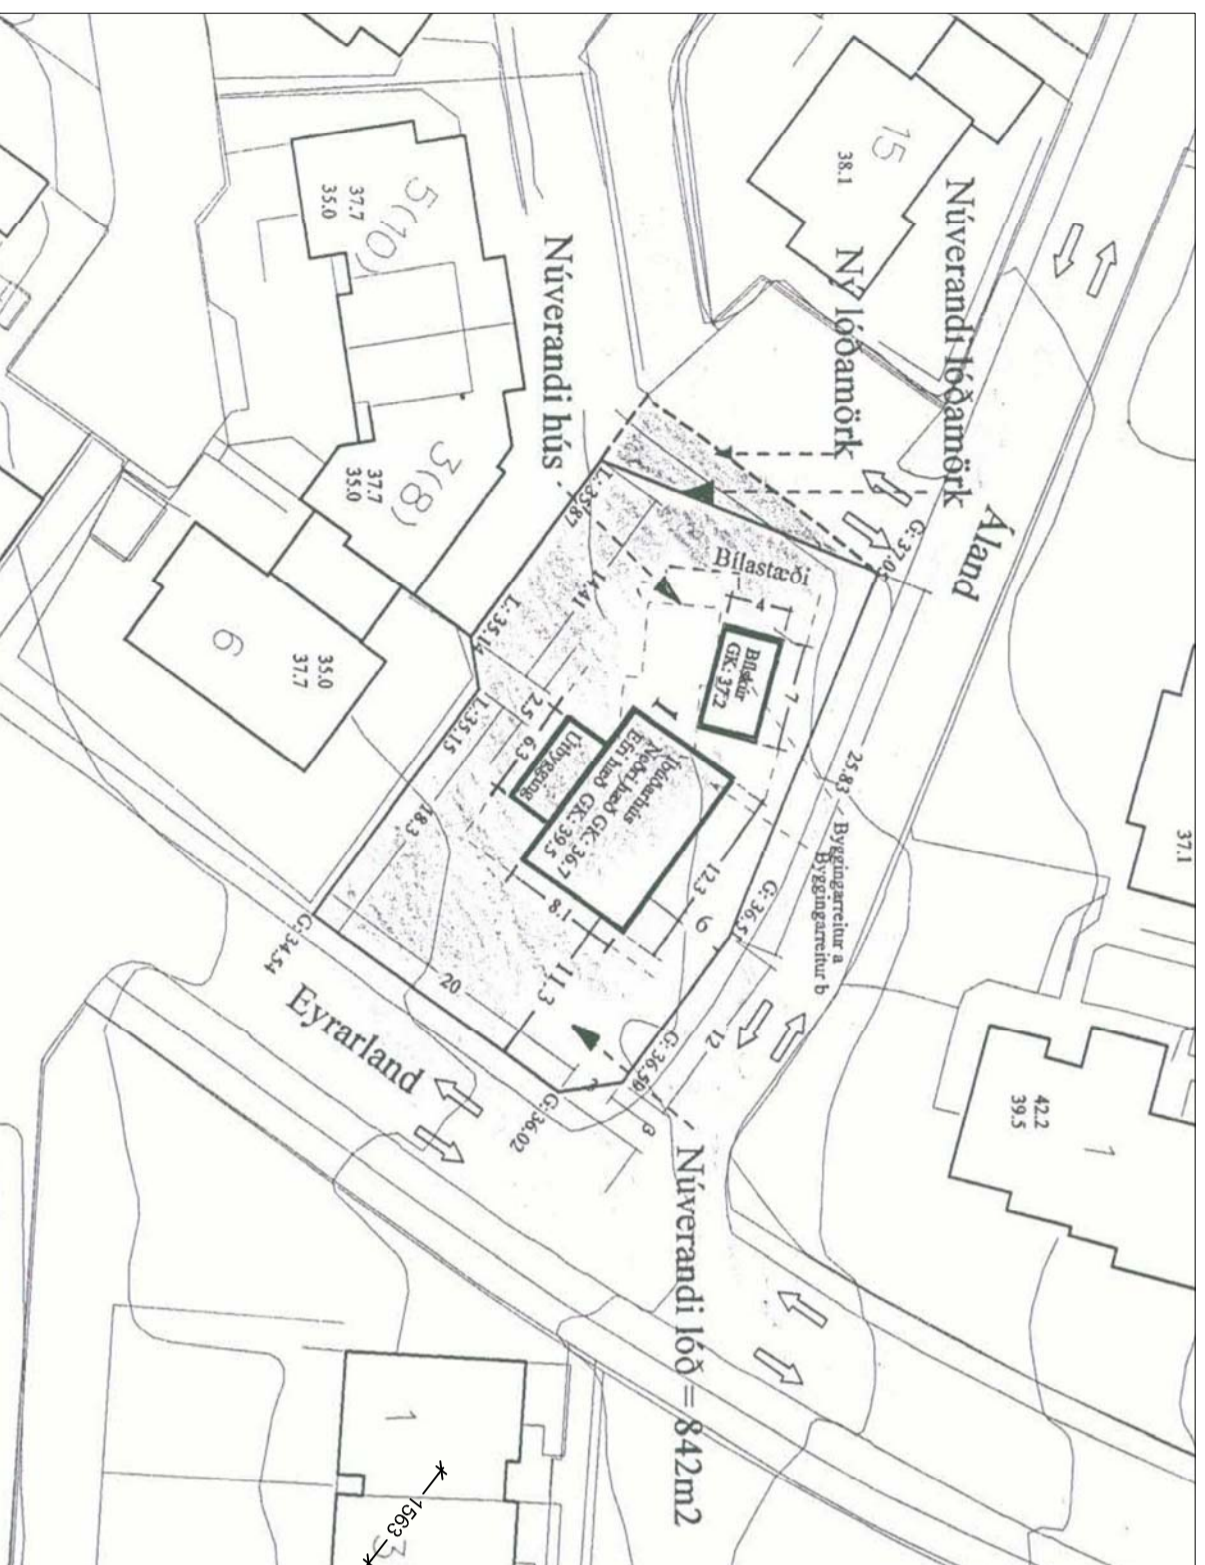 15
38.1
Núverandi lóðamörk
Ný lóðamörk
Áland
G: 37.0
5(10)
37.7
35.0
Núverandi hús
3(8)
37.7
35.0
L: 35.87
14.41
L: 35.14
L: 35.15
Bílastæði
4
Bílskúr
GK: 37.2
7
1
Íbúðarhús
Neðri hæð GK: 36.7
Efri hæð GK: 39.5
Útbygging
2.5
6.3
18.3
8.1
12.3
6
11.3
20
25.83
Byggingarreitur a
Byggingarreitur b
12
G: 36.50
G: 36.02
G: 34.54
Eyrarland
6
35.0
37.7
37.1
42.2
39.5
1
Núverandi lóð = 842m2
1
1563
3